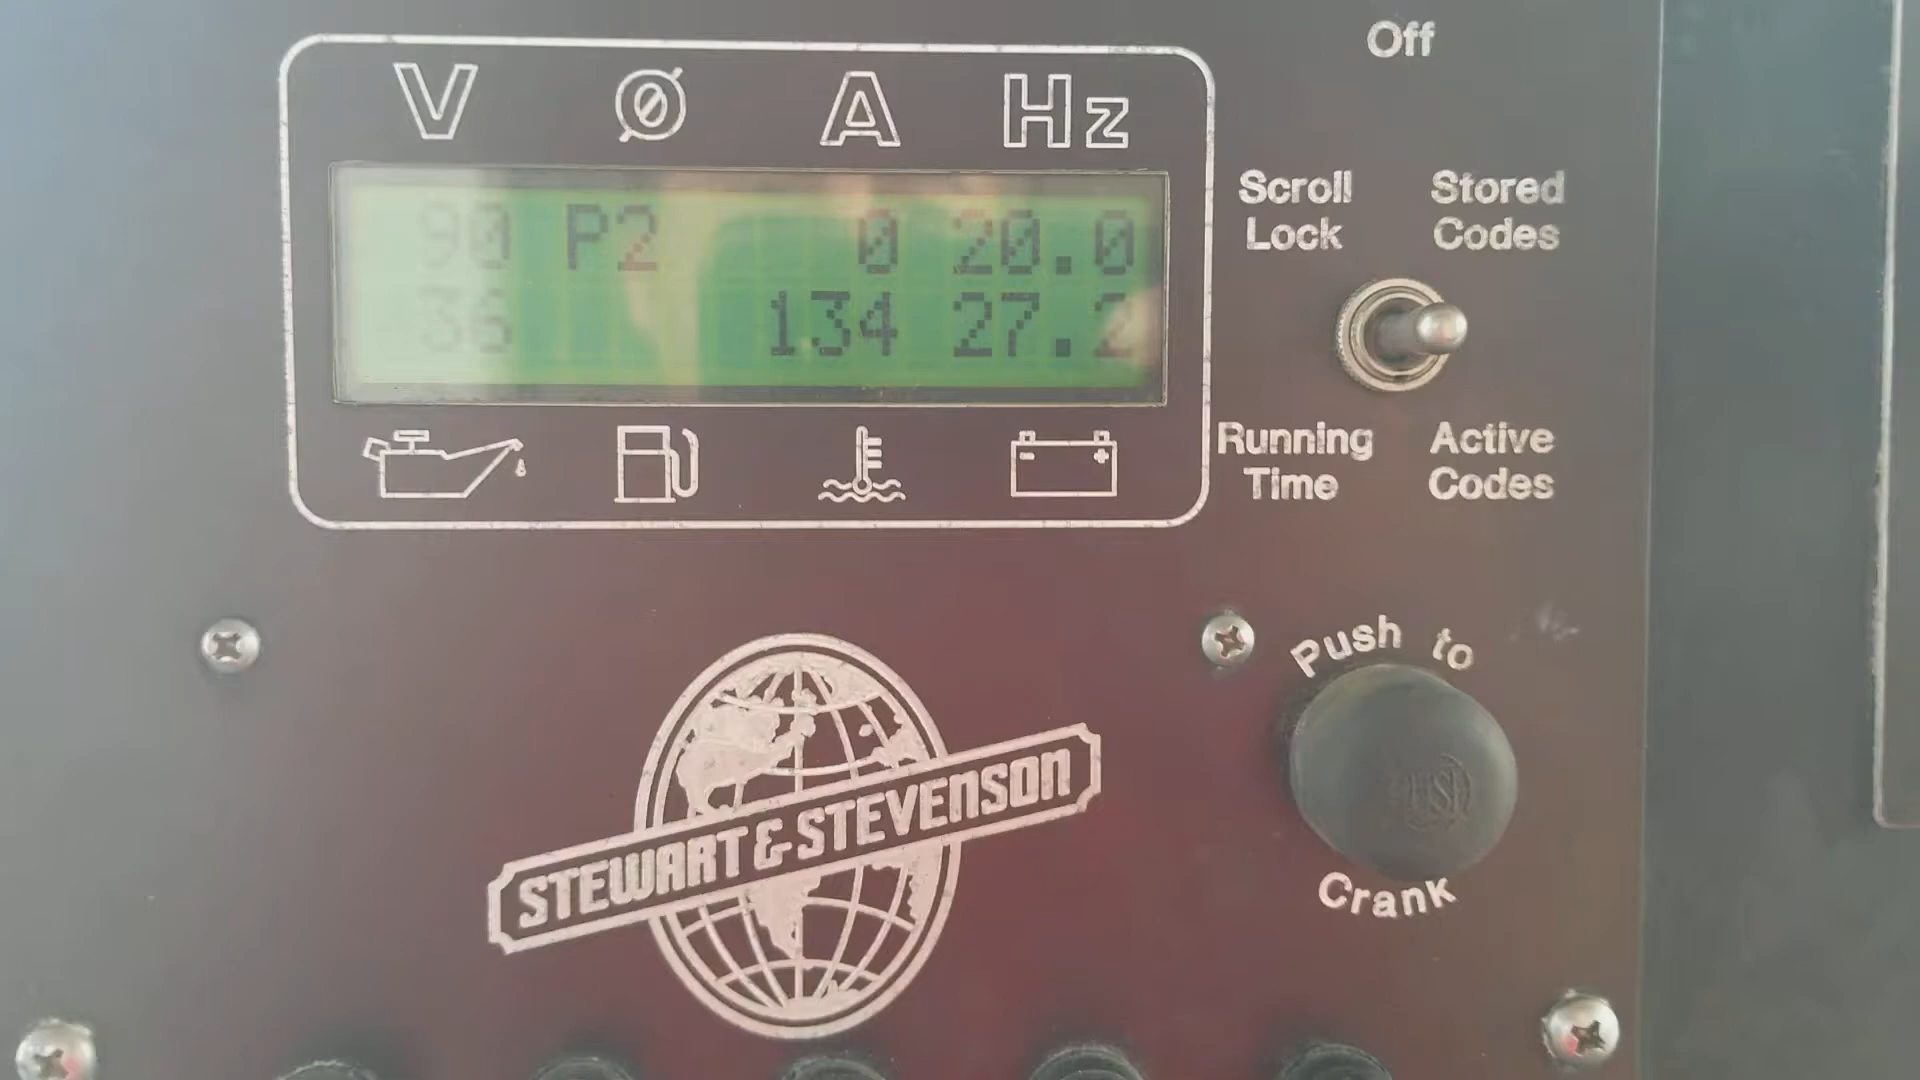 Off
V Ø A Hz
Scroll Lock
Stored Codes
90 P2 0 20.0
36 134 27.2
Running Time
Active Codes
- +
Push to
Crank
STEWART & STEVENSON